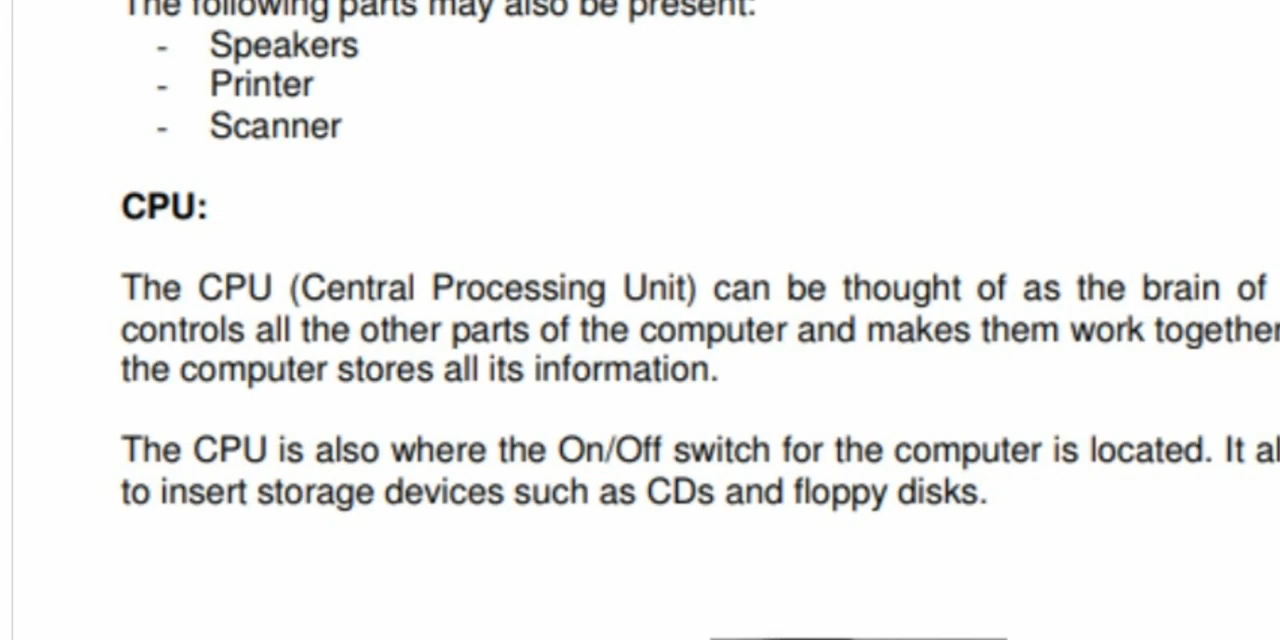 The following parts may also be present:
- Speakers
- Printer
- Scanner
CPU:
The CPU (Central Processing Unit) can be thought of as the brain of
controls all the other parts of the computer and makes them work together
the computer stores all its information.
The CPU is also where the On/Off switch for the computer is located. It al
to insert storage devices such as CDs and floppy disks.